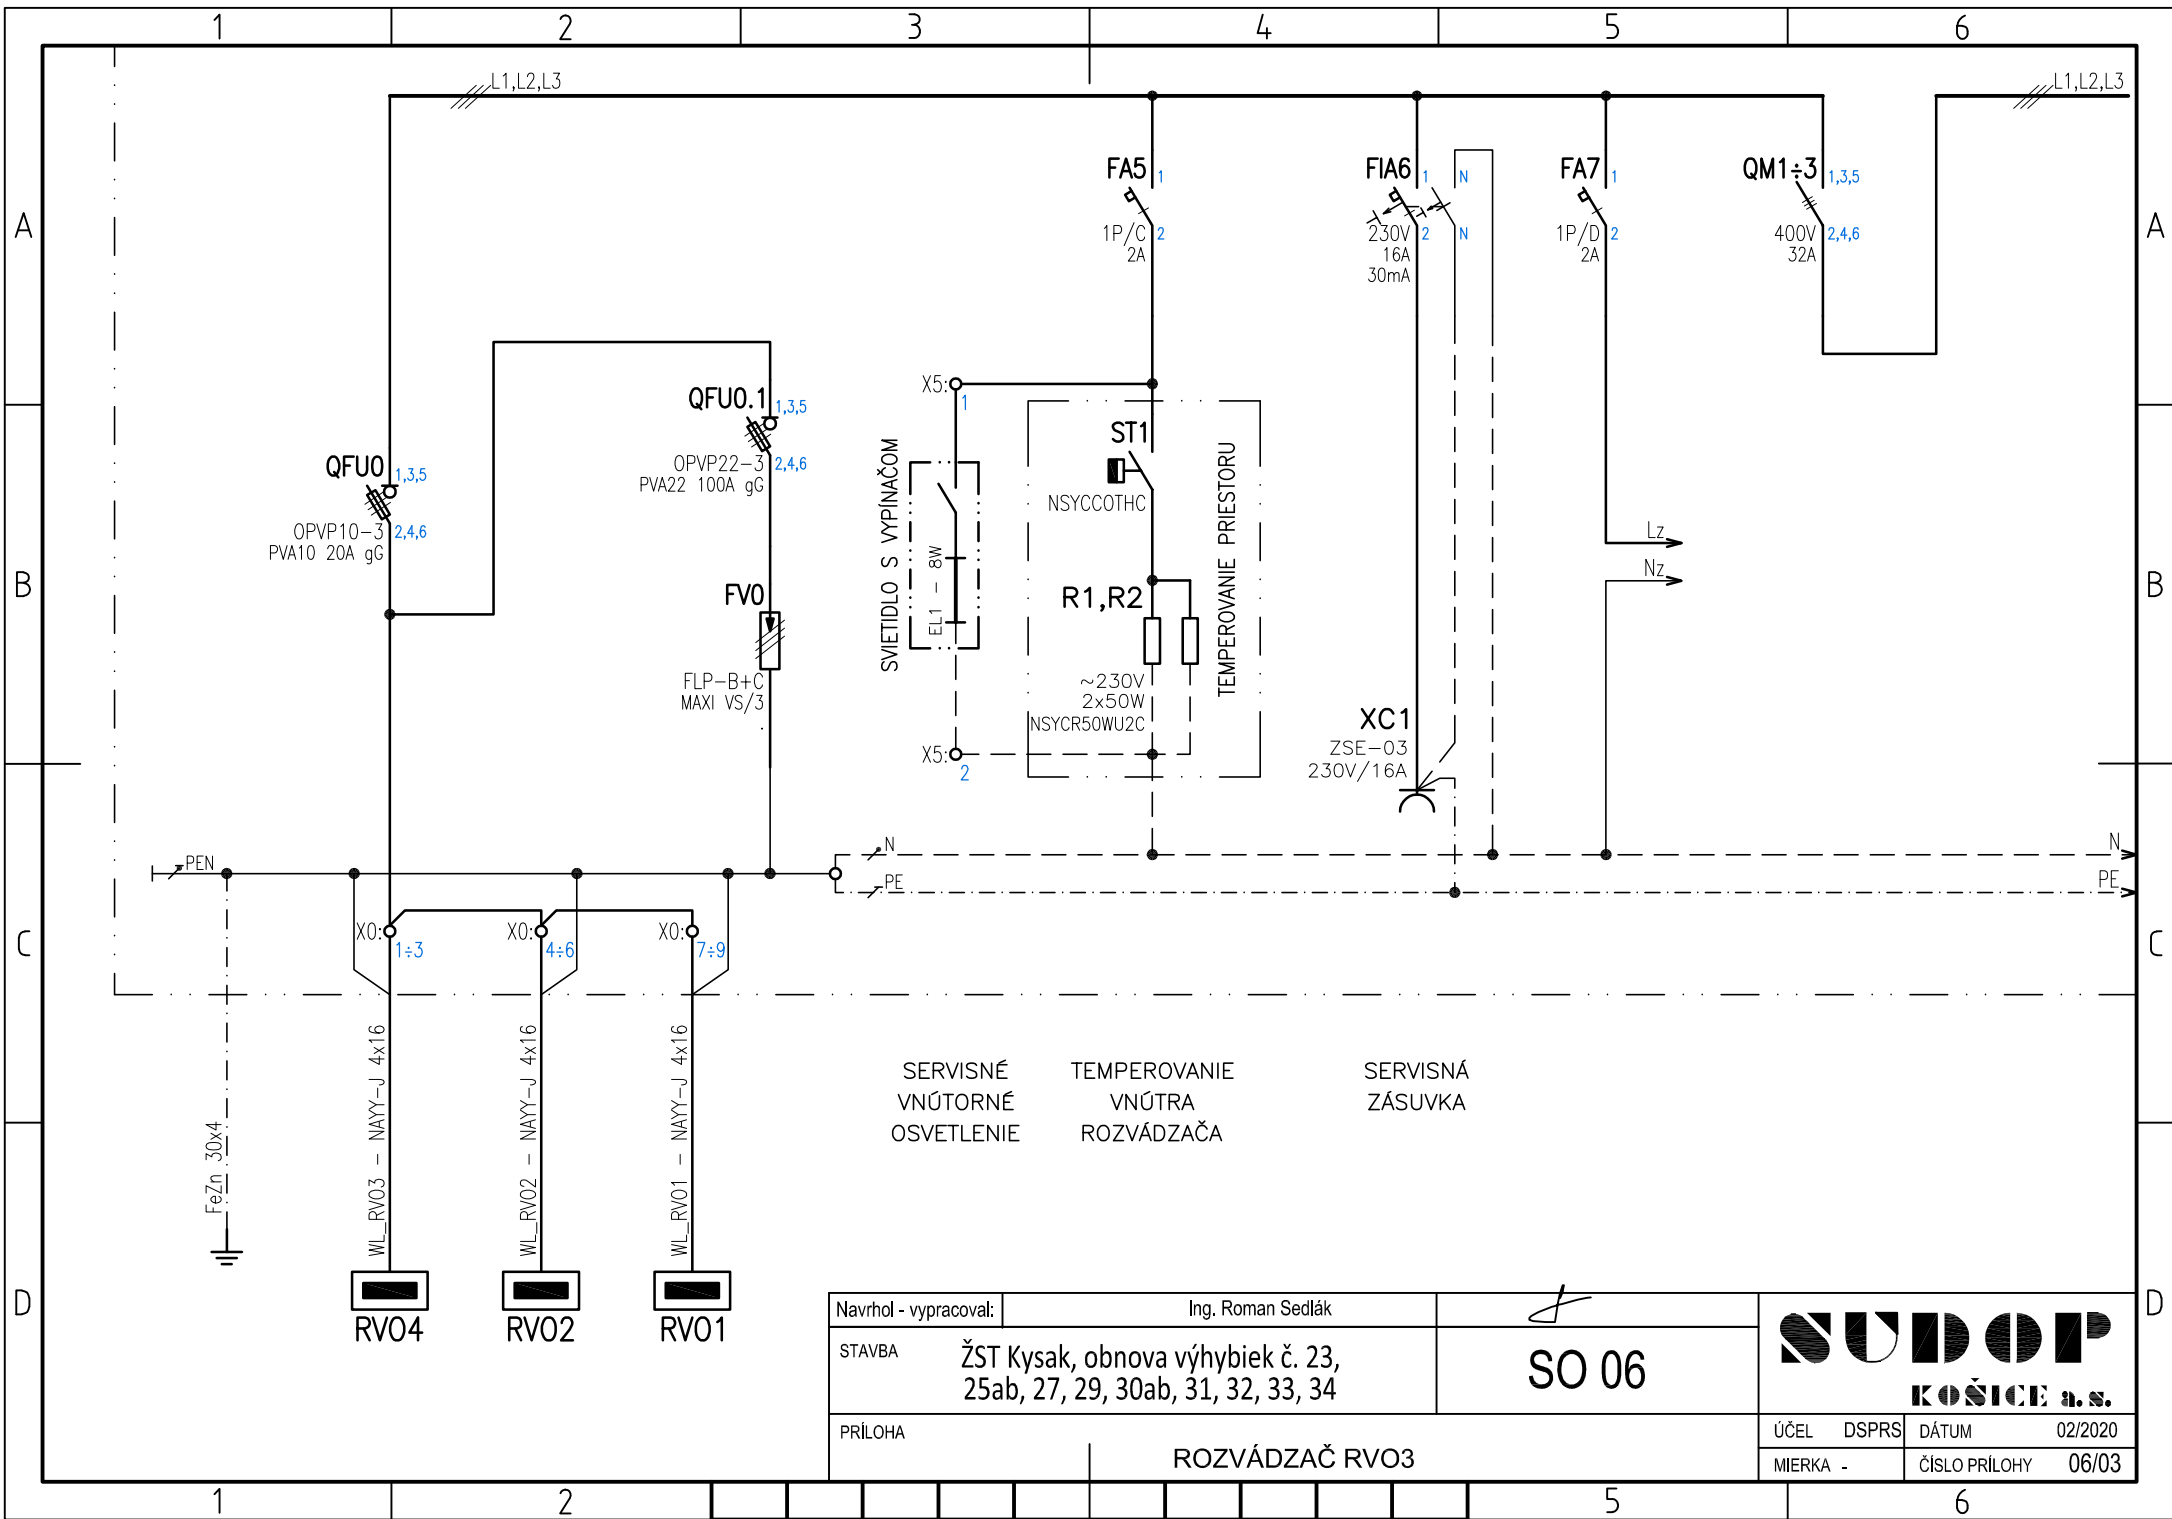 1 2 3 4 5 6
L1,L2,L3
L1,L2,L3
A
A
FA5
1
1P/C
2
2A
FIA6
1
N
230V
2
N
16A
30mA
FA7
1
1P/D
2
2A
QM1÷3
1,3,5
400V
2,4,6
32A
QFU0.1
1,3,5
OPVP22-3
2,4,6
PVA22 100A gG
QFU0
1,3,5
OPVP10-3
2,4,6
PVA10 20A gG
X5:
1
SVIETIDLO S VYPÍNAČOM
EL1 - 8W
X5:
2
ST1
NSYCCOTHC
TEMPEROVANIE PRIESTORU
R1,R2
~230V
2x50W
NSYCR50WU2C
B
B
FV0
FLP-B+C
MAXI VS/3
Lz
Nz
XC1
ZSE-03
230V/16A
PEN
N
PE
N
PE
C
C
X0:
1÷3
X0:
4÷6
X0:
7÷9
FeZn 30x4
WL_RVO3 - NAYY-J 4x16
WL_RVO2 - NAYY-J 4x16
WL_RVO1 - NAYY-J 4x16
SERVISNÉ
VNÚTORNÉ
OSVETLENIE
TEMPEROVANIE
VNÚTRA
ROZVÁDZAČA
SERVISNÁ
ZÁSUVKA
D
D
RVO4
RVO2
RVO1
Navrhol - vypracoval:
Ing. Roman Sedlák
STAVBA
ŽST Kysak, obnova výhybiek č. 23,
25ab, 27, 29, 30ab, 31, 32, 33, 34
SO 06
SUDOP
KOŠICE a.s.
PRÍLOHA
ROZVÁDZAČ RVO3
ÚČEL DSPRS
DÁTUM 02/2020
MIERKA -
ČÍSLO PRÍLOHY 06/03
1 2 5 6